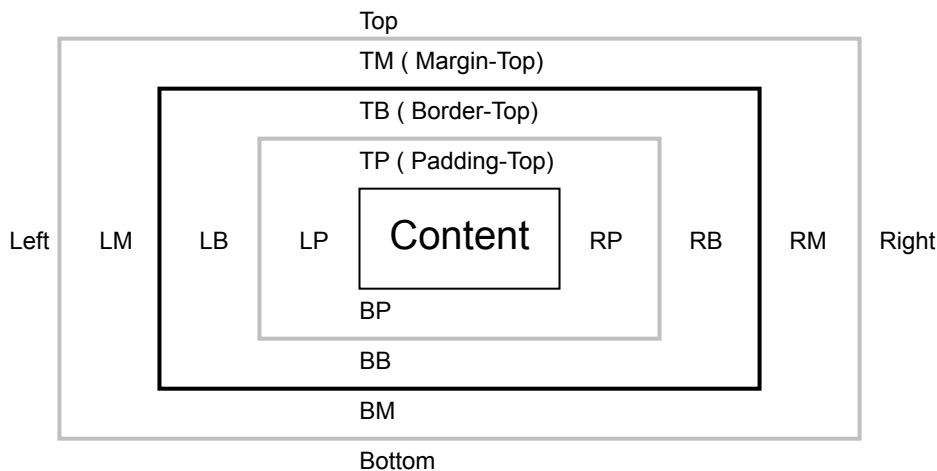 Top
TM ( Margin-Top)
TB ( Border-Top)
TP ( Padding-Top)
Left LM LB LP Content RP RB RM Right
BP
BB
BM
Bottom